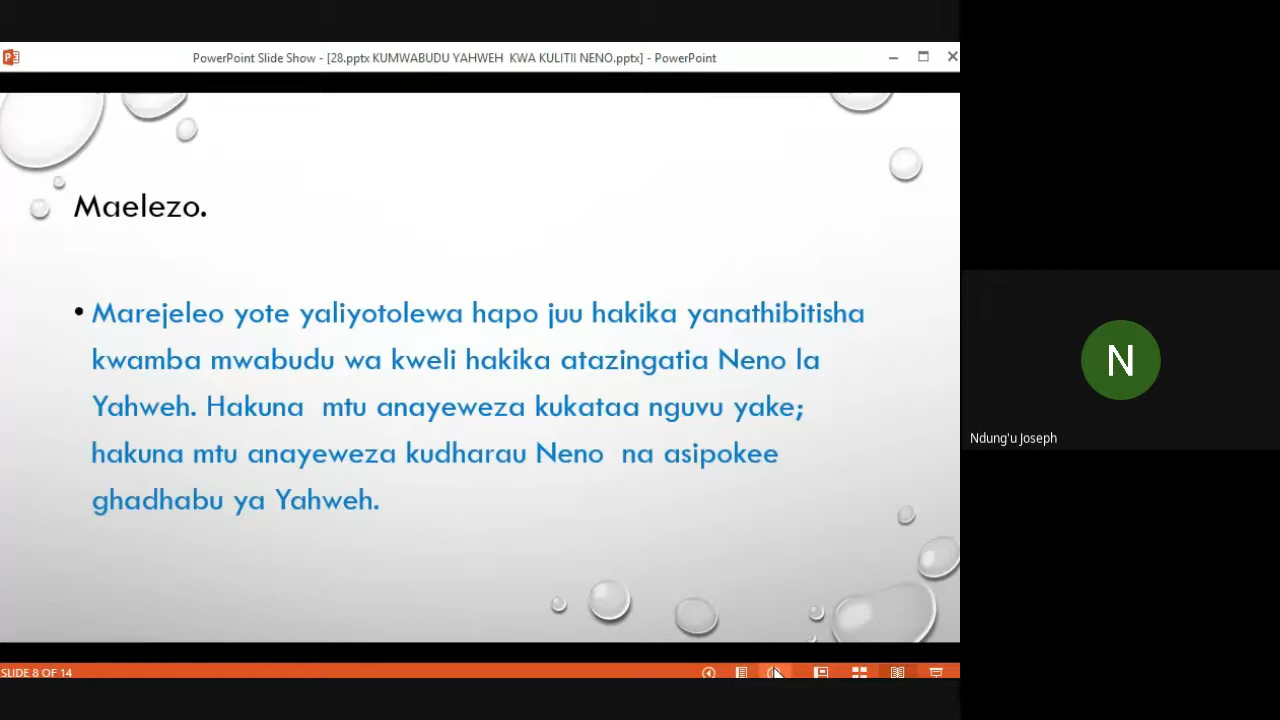 PowerPoint Slide Show - [28.pptx KUMWABUDU YAHWEH KWA KULITII NENO.pptx] - PowerPoint
Maelezo.
• Marejeleo yote yaliyotolewa hapo juu hakika yanathibitisha
kwamba mwabudu wa kweli hakika atazingatia Neno la
Yahweh. Hakuna mtu anayeweza kukataa nguvu yake;
hakuna mtu anayeweza kudharau Neno na asipokee
ghadhabu ya Yahweh.
N
Ndung'u Joseph
SLIDE 8 OF 14